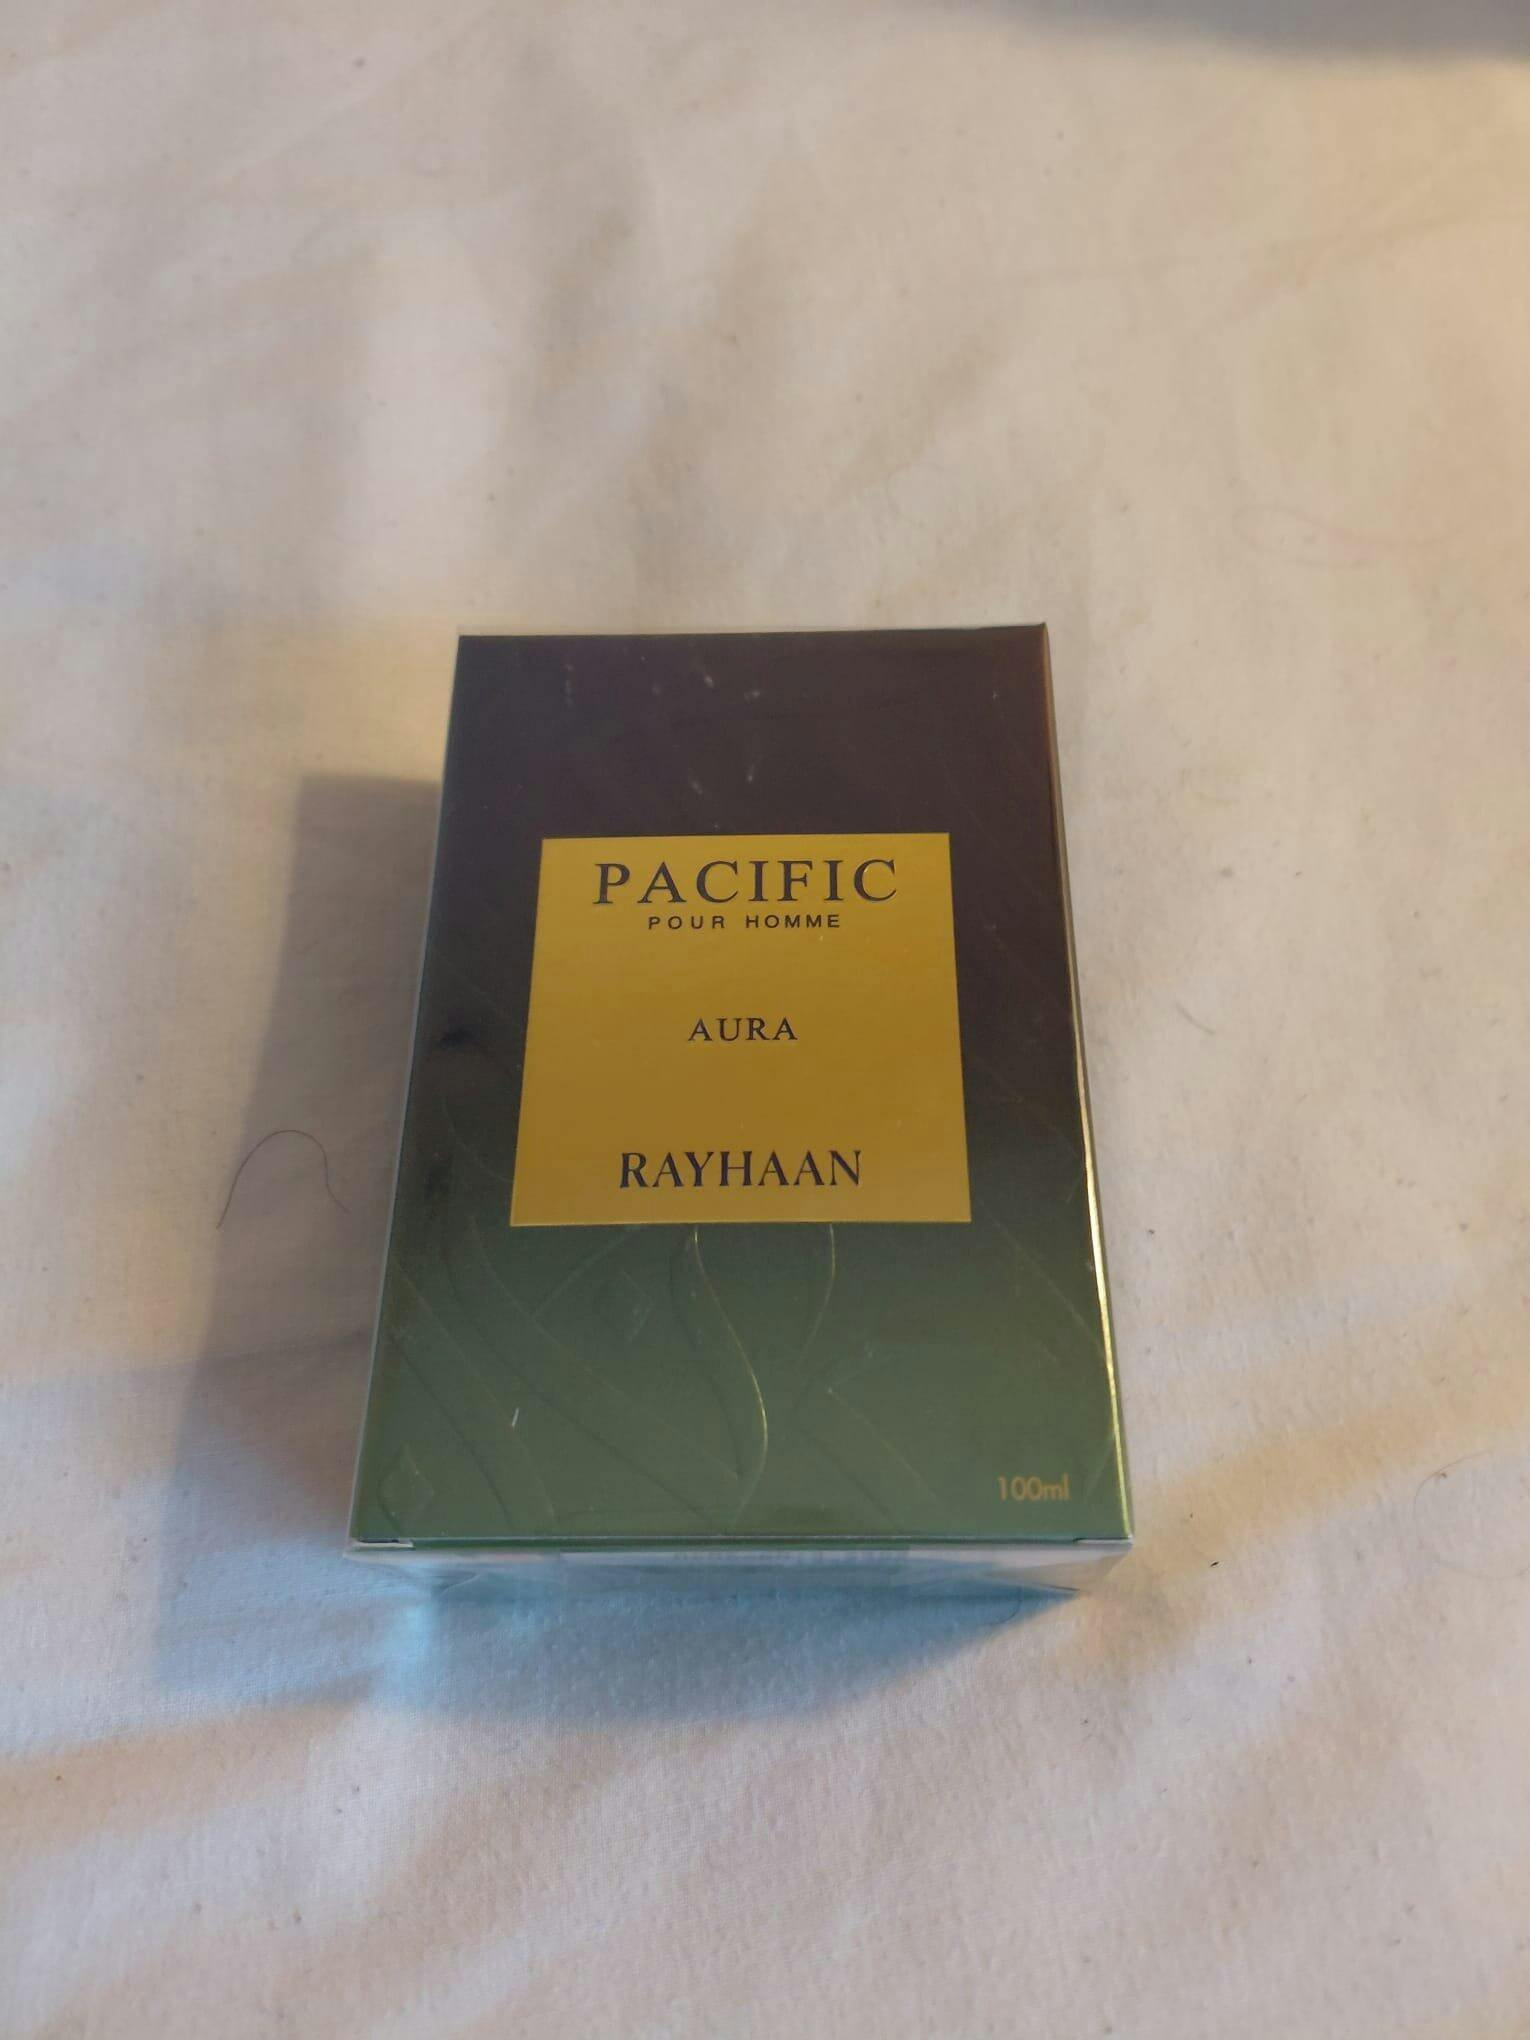 PACIFIC
POUR HOMME
AURA
RAYHAAN
100ml